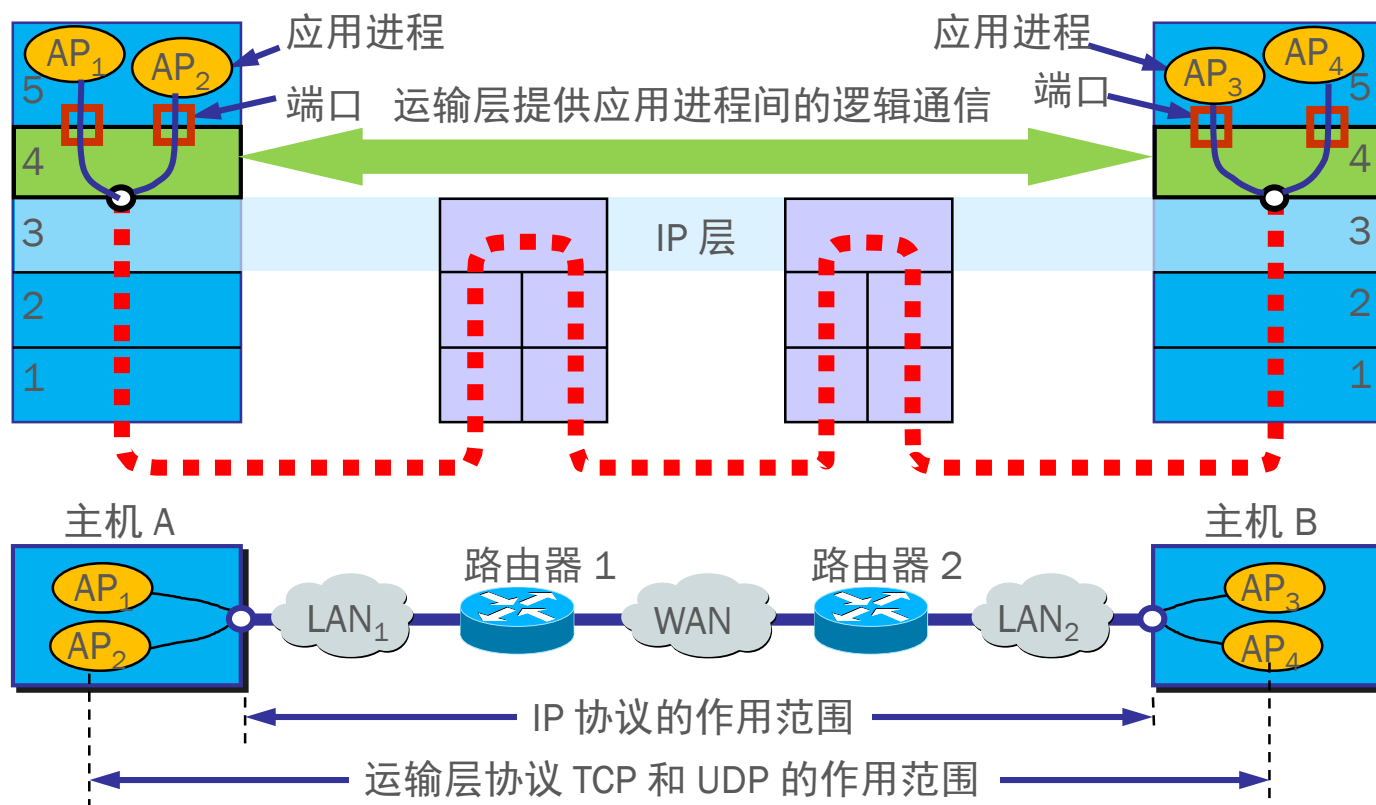 AP1
AP2
应用进程
应用进程
AP3
AP4
5
端口
运输层提供应用进程间的逻辑通信
端口
5
4
4
3
IP 层
3
2
2
1
1
主机 A
主机 B
路由器 1
路由器 2
AP1
AP2
LAN1
WAN
LAN2
AP3
AP4
IP 协议的作用范围
运输层协议 TCP 和 UDP 的作用范围